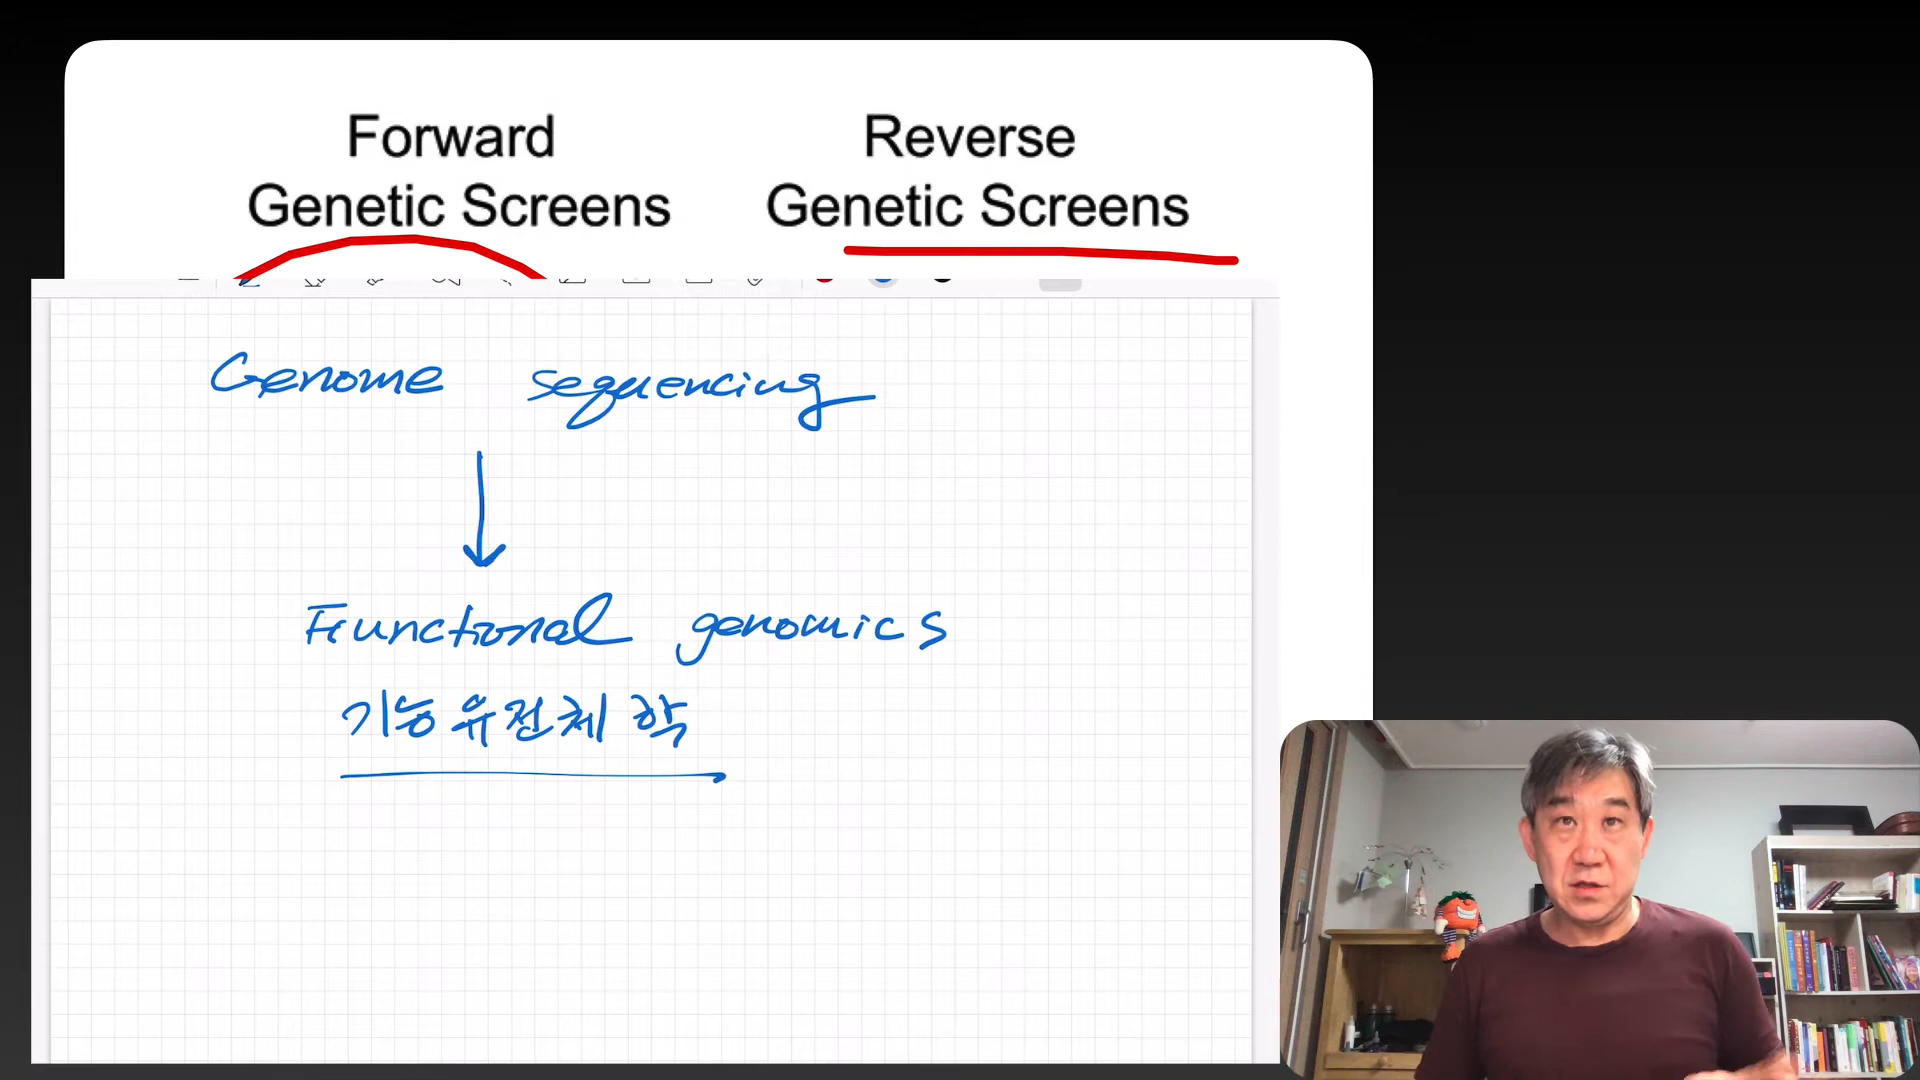 Forward
Genetic Screens
Reverse
Genetic Screens
Genome sequencing
Functional genomics
기능유전체학